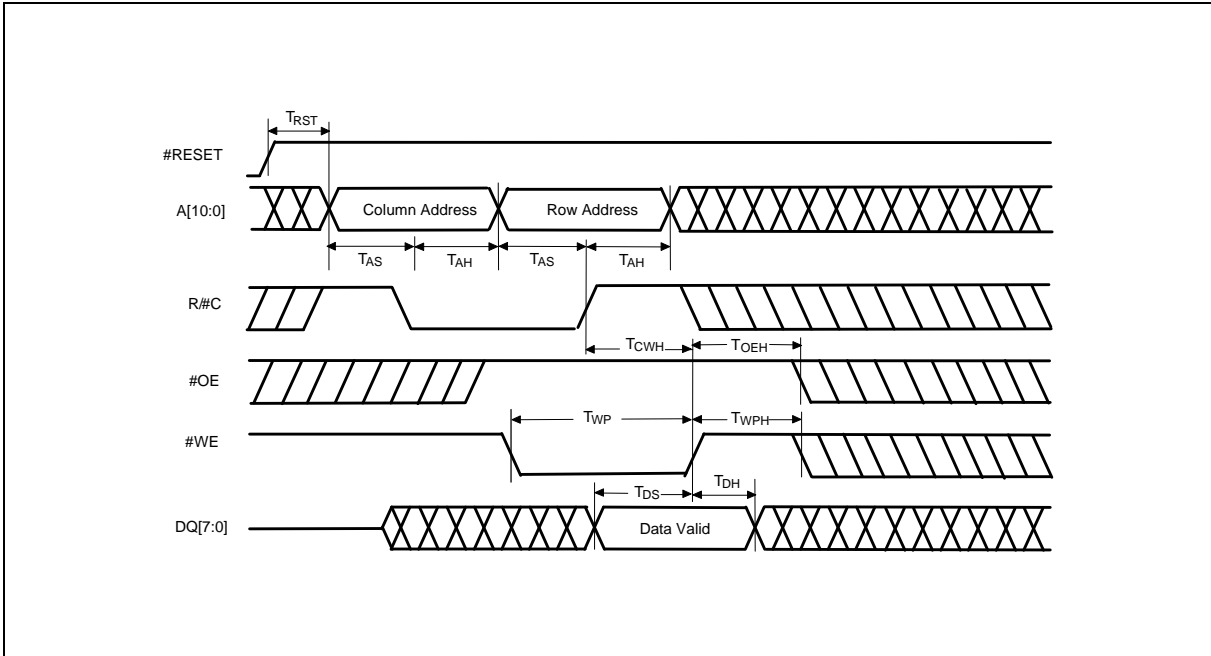 TRST
#RESET
A[10:0]
Column Address
Row Address
TAS
TAH
TAS
TAH
R/#C
TCWH
TOEH
#OE
TWP
TWPH
#WE
TDS
TDH
DQ[7:0]
Data Valid